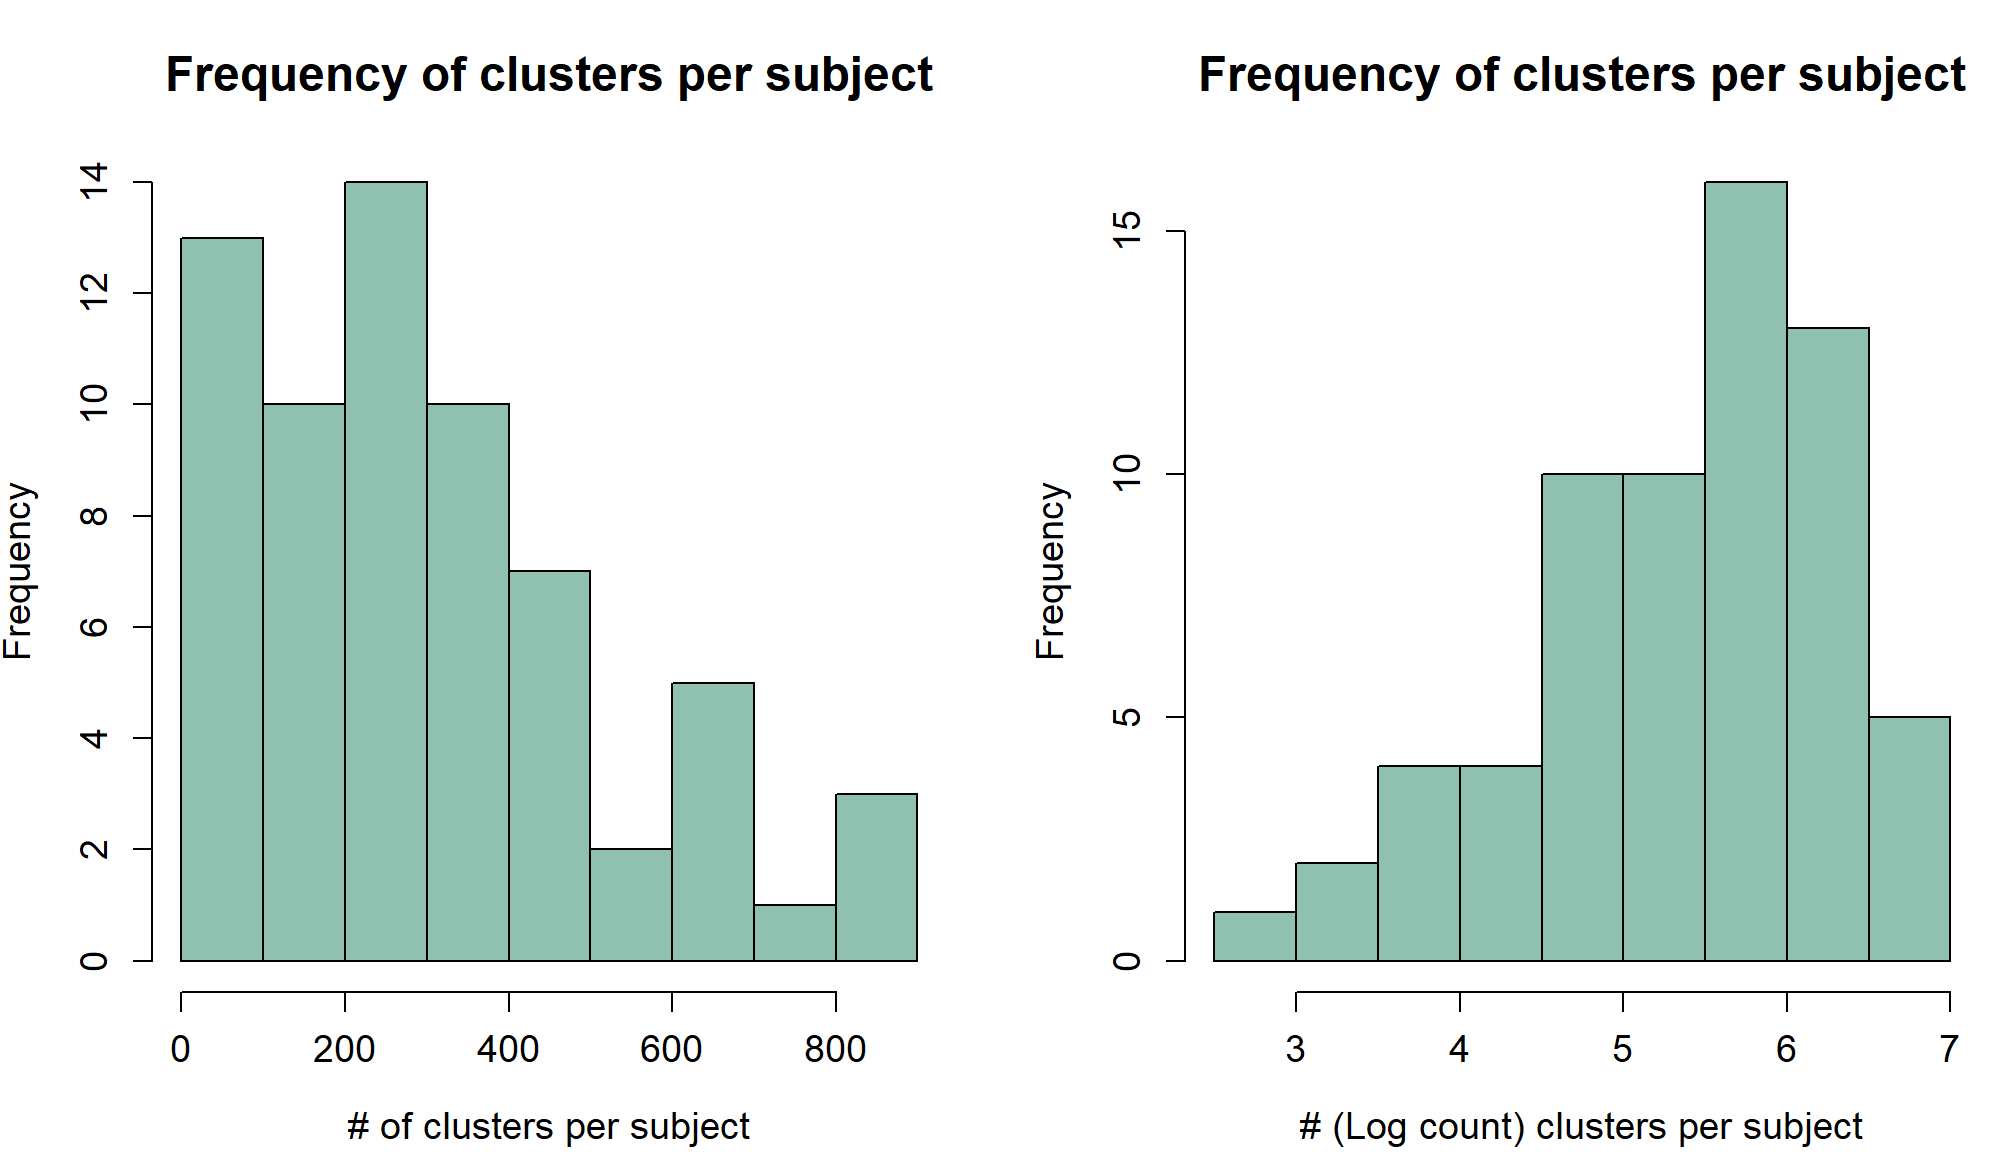 Frequency of clusters per subject
Frequency
14
12
10
8
6
4
2
0
0 200 400 600 800
# of clusters per subject
Frequency of clusters per subject
Frequency
15
10
5
0
3 4 5 6 7
# (Log count) clusters per subject